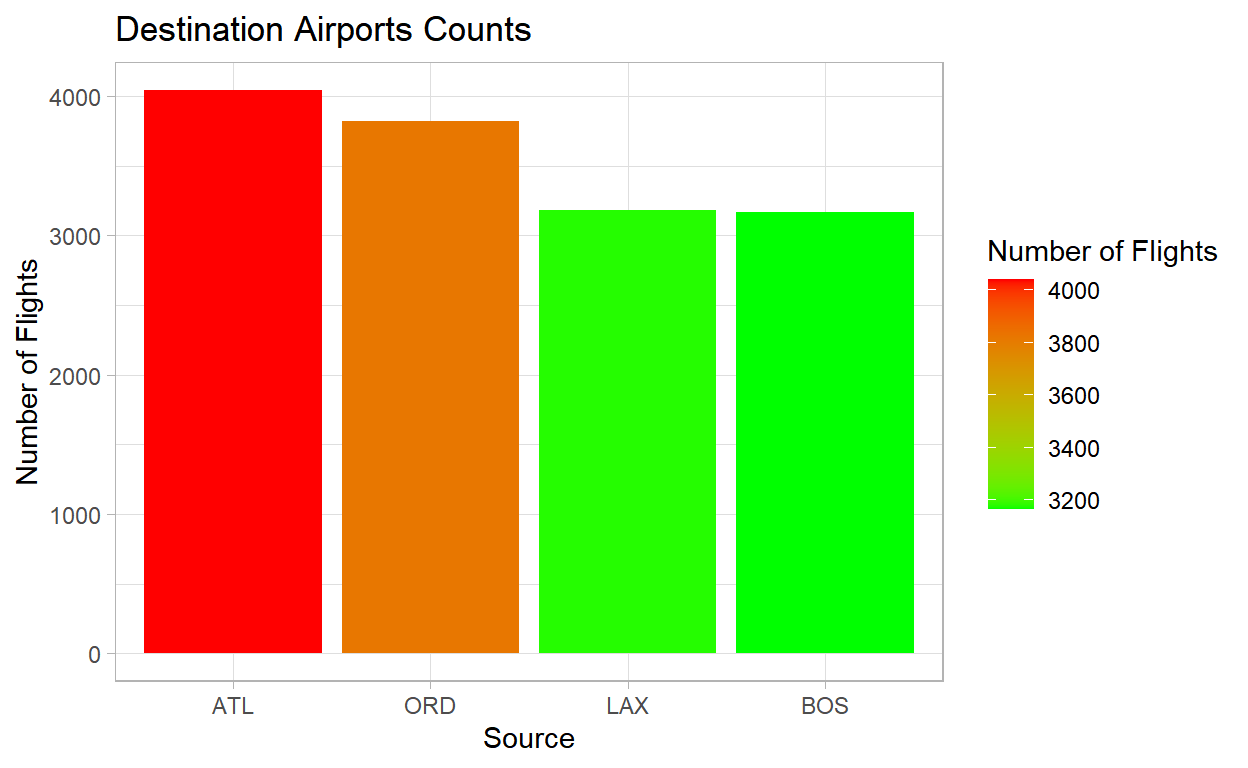 Destination Airports Counts
Number of Flights
4000
3000
2000
1000
0
ATL ORD LAX BOS
Source
Number of Flights
4000
3800
3600
3400
3200